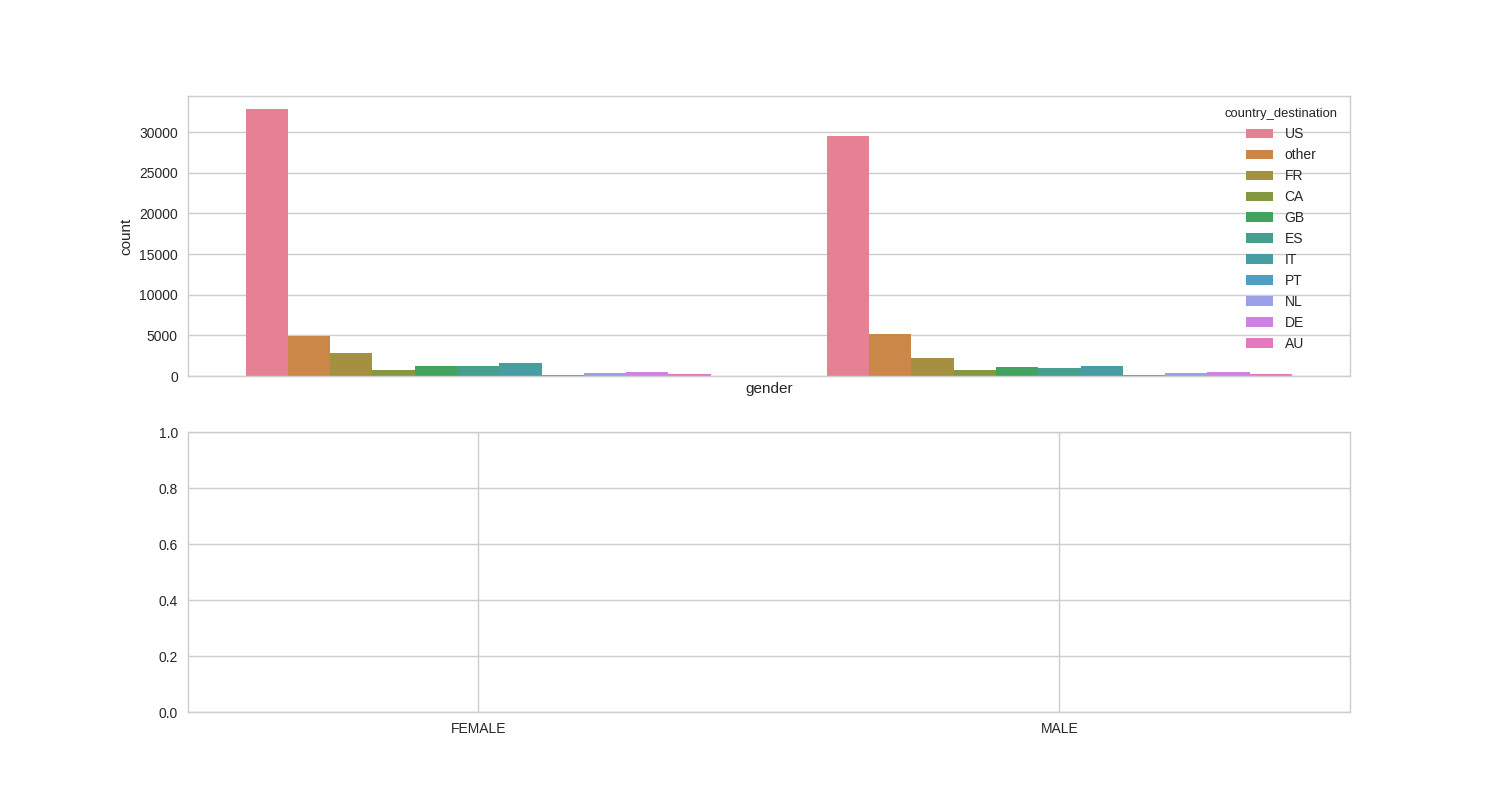 country_destination
US
other
FR
CA
GB
ES
IT
PT
NL
DE
AU
30000
25000
20000
15000
10000
5000
0
count
gender
1.0
0.8
0.6
0.4
0.2
0.0
FEMALE MALE